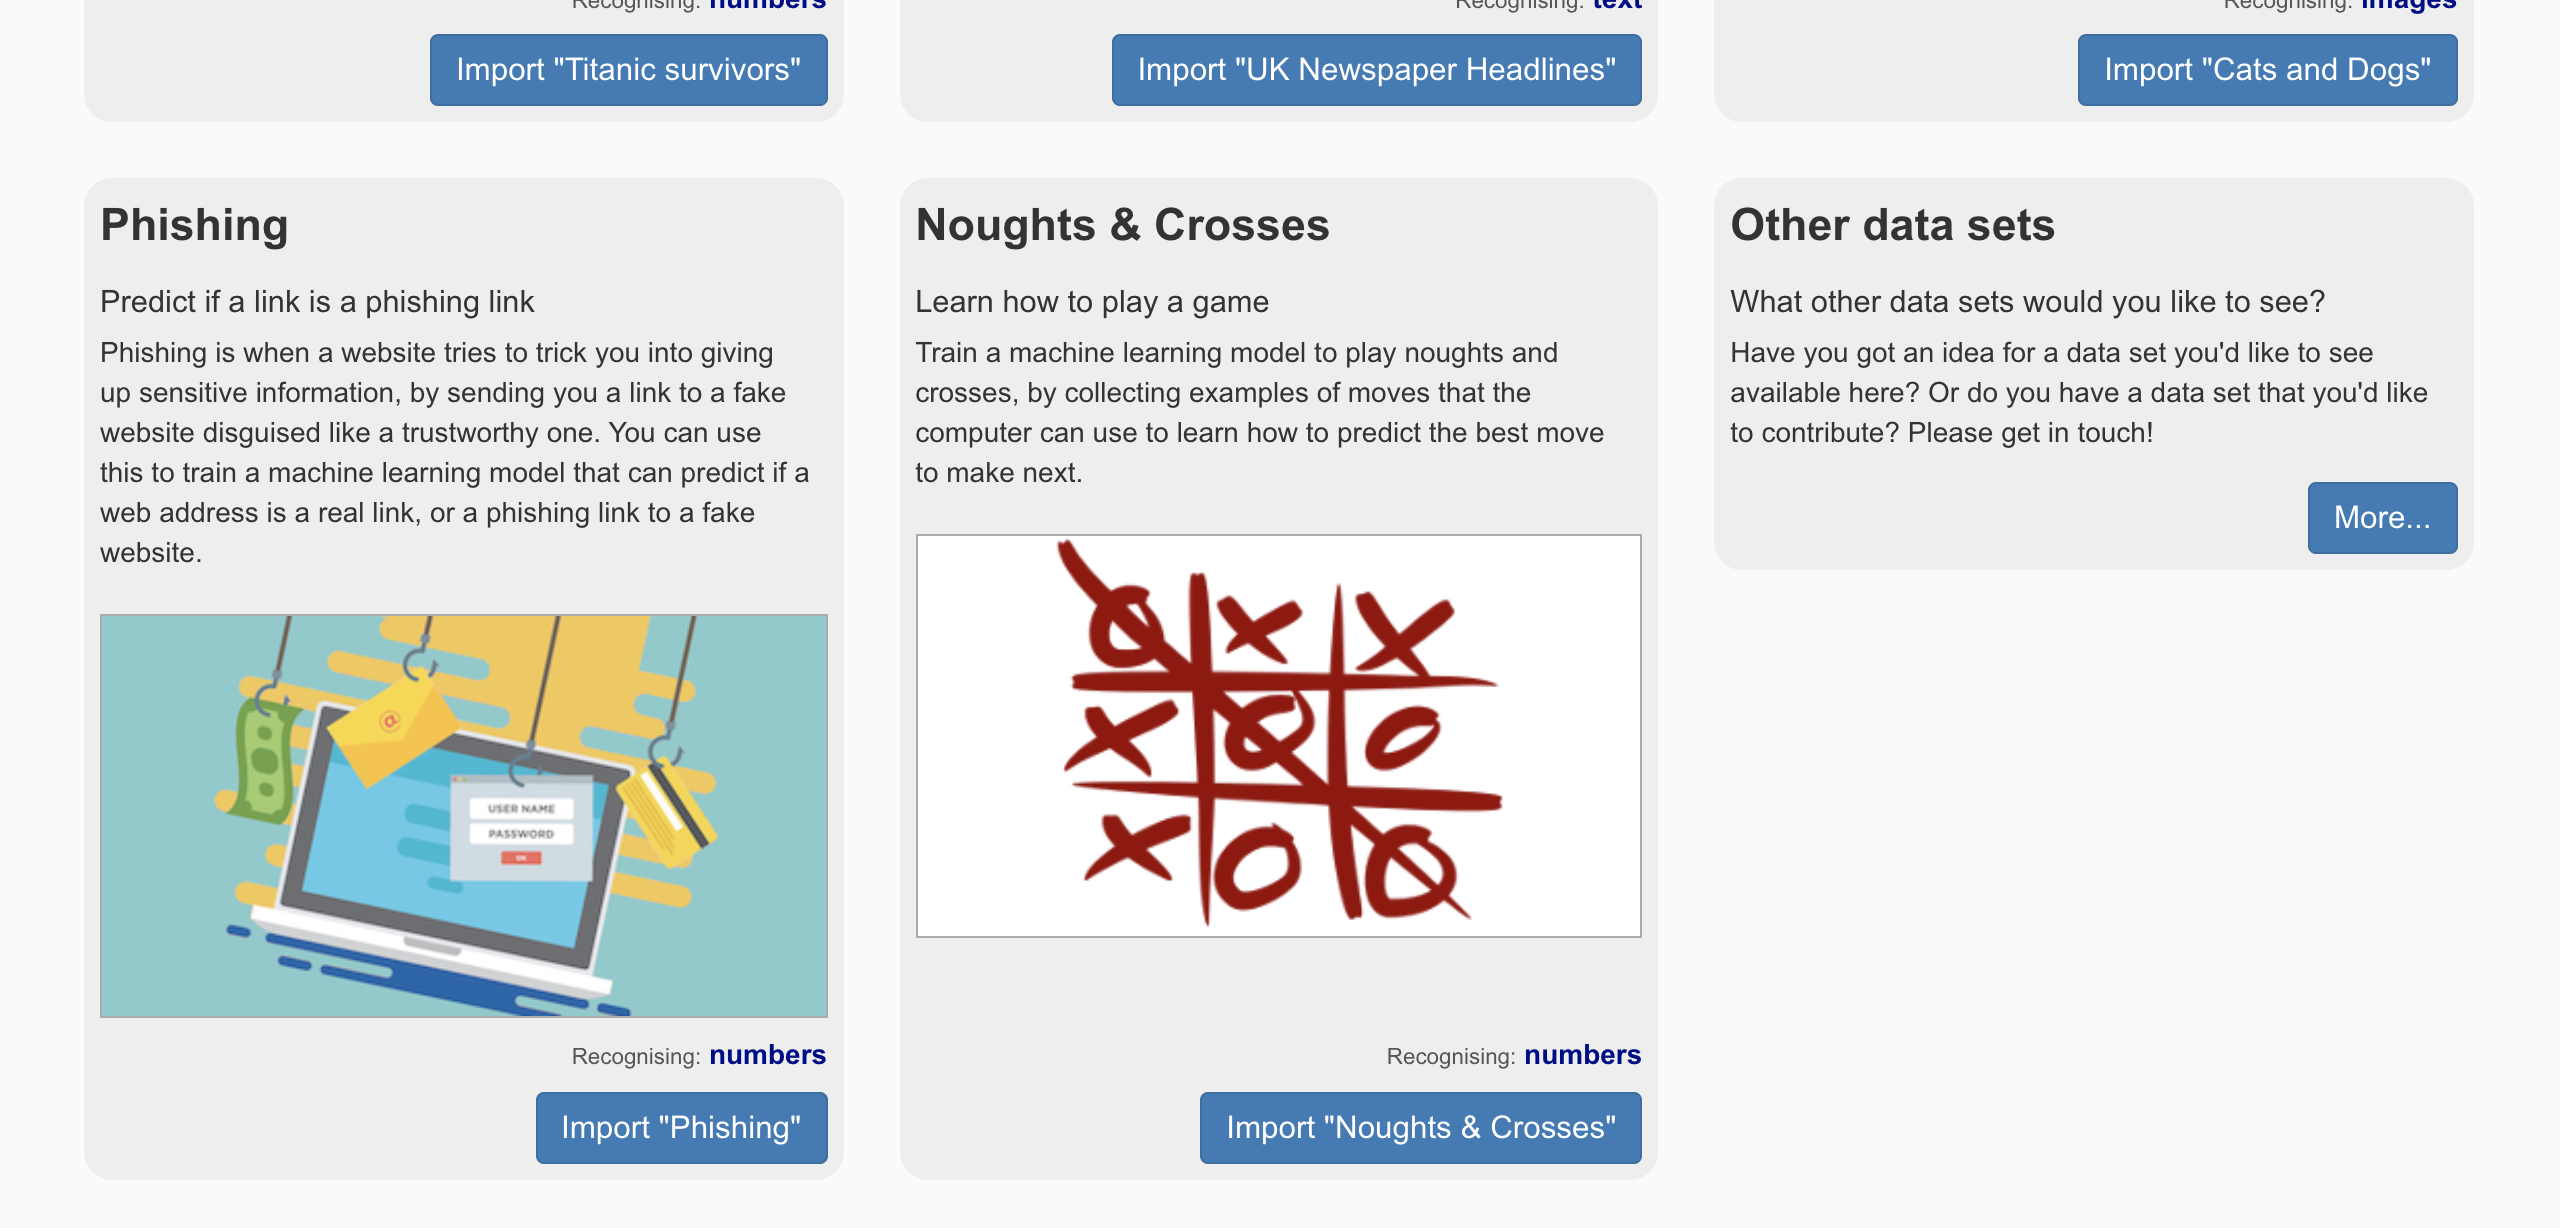 Recognising: numbers
Recognising: text
Recognising: images
Import "Titanic survivors"
Import "UK Newspaper Headlines"
Import "Cats and Dogs"
Phishing
Predict if a link is a phishing link
Phishing is when a website tries to trick you into giving
up sensitive information, by sending you a link to a fake
website disguised like a trustworthy one. You can use
this to train a machine learning model that can predict if a
web address is a real link, or a phishing link to a fake
website.
@
USER NAME
PASSWORD
OK
Recognising: numbers
Import "Phishing"
Noughts & Crosses
Learn how to play a game
Train a machine learning model to play noughts and
crosses, by collecting examples of moves that the
computer can use to learn how to predict the best move
to make next.
O X X
X O O
X O O
Recognising: numbers
Import "Noughts & Crosses"
Other data sets
What other data sets would you like to see?
Have you got an idea for a data set you'd like to see
available here? Or do you have a data set that you'd like
to contribute? Please get in touch!
More...